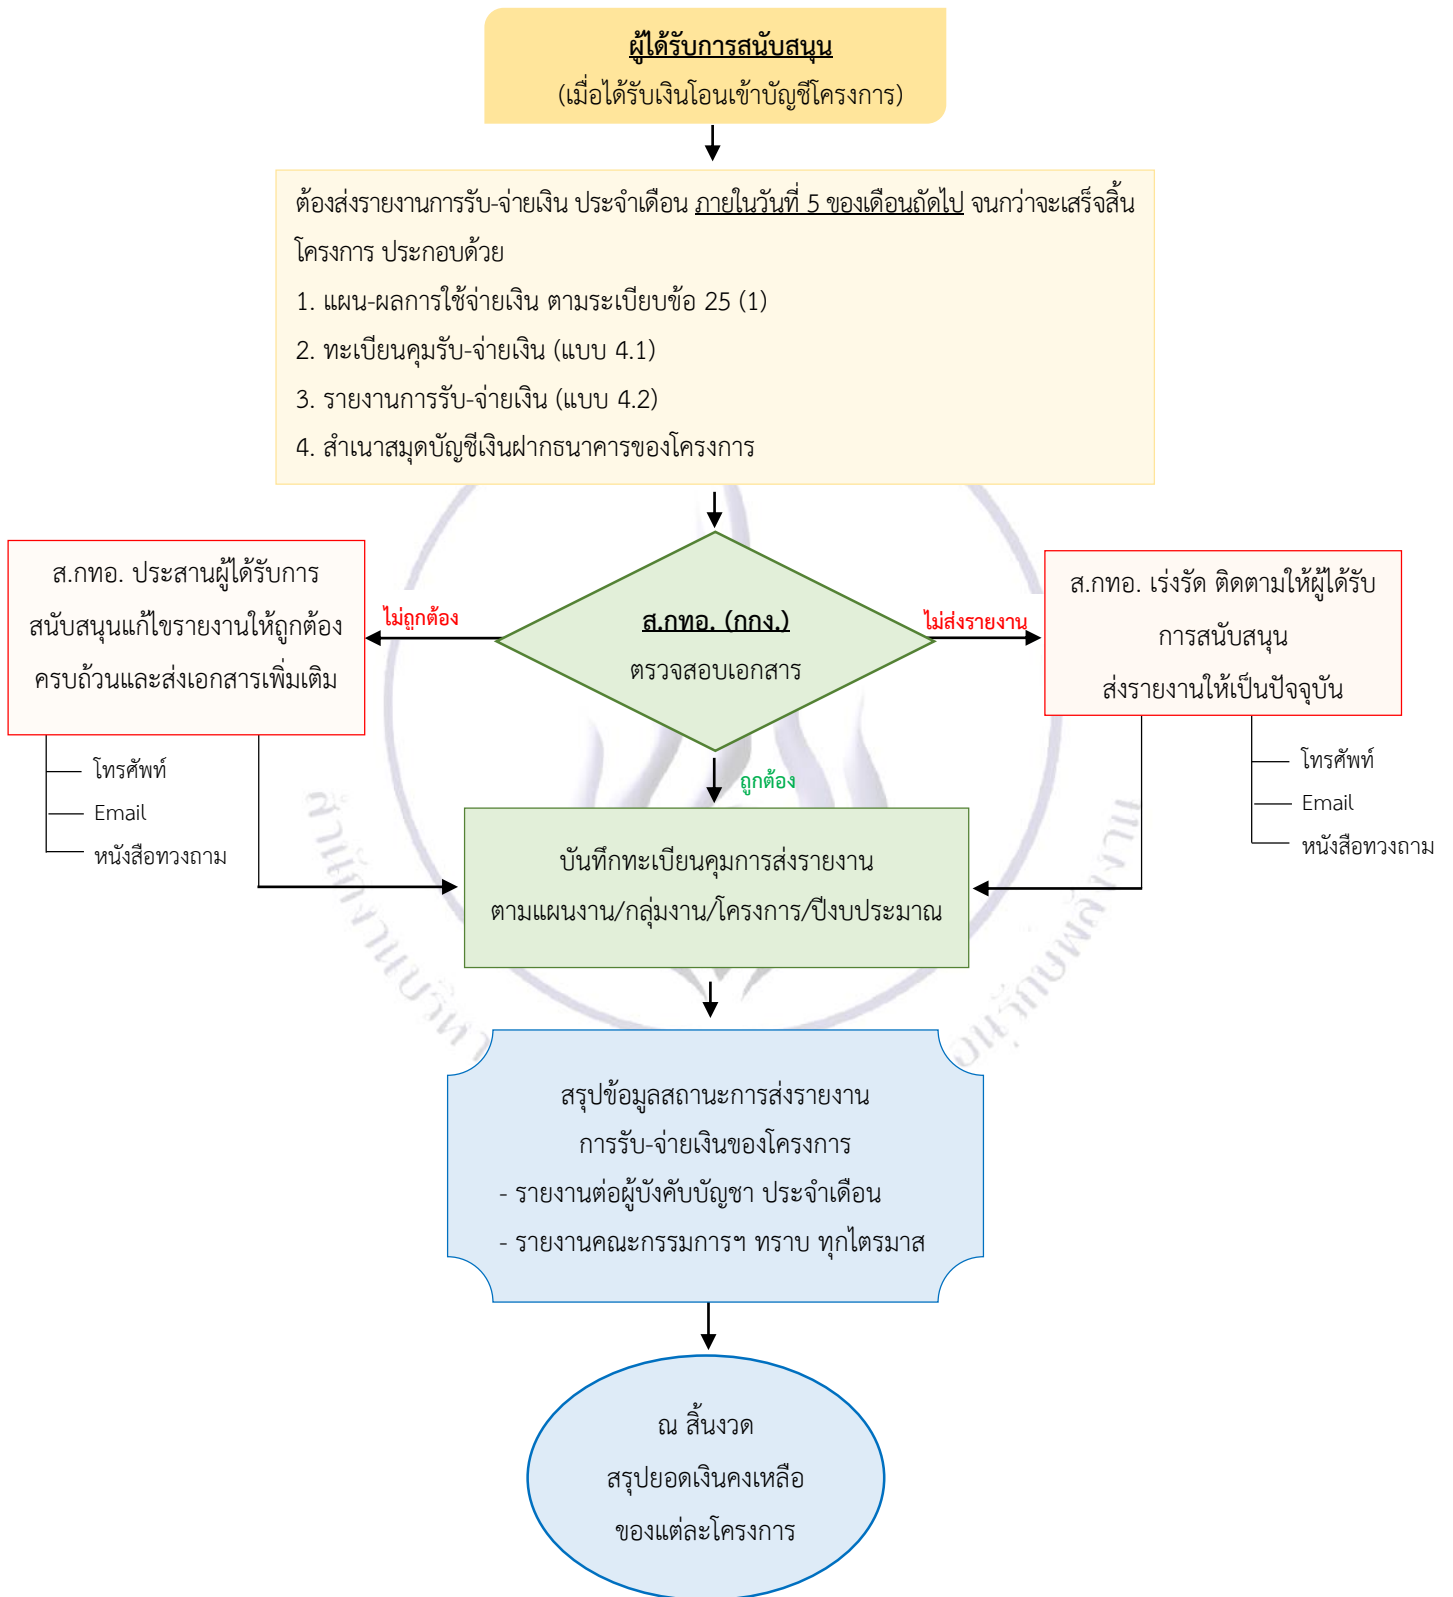 ผู้ได้รับการสนับสนุน
(เมื่อได้รับเงินโอนเข้าบัญชีโครงการ)
ต้องส่งรายงานการรับ-จ่ายเงิน ประจำเดือน ภายในวันที่ 5 ของเดือนถัดไป จนกว่าจะเสร็จสิ้น
โครงการ ประกอบด้วย
1. แผน-ผลการใช้จ่ายเงิน ตามระเบียบข้อ 25 (1)
2. ทะเบียนคุมรับ-จ่ายเงิน (แบบ 4.1)
3. รายงานการรับ-จ่ายเงิน (แบบ 4.2)
4. สำเนาสมุดบัญชีเงินฝากธนาคารของโครงการ
ส.กทอ. ประสานผู้ได้รับการ
สนับสนุนแก้ไขรายงานให้ถูกต้อง
ครบถ้วนและส่งเอกสารเพิ่มเติม
โทรศัพท์
Email
หนังสือทวงถาม
ไม่ถูกต้อง
ส.กทอ. (กกง.)
ตรวจสอบเอกสาร
ไม่ส่งรายงาน
ส.กทอ. เร่งรัด ติดตามให้ผู้ได้รับ
การสนับสนุน
ส่งรายงานให้เป็นปัจจุบัน
โทรศัพท์
Email
หนังสือทวงถาม
ถูกต้อง
บันทึกทะเบียนคุมการส่งรายงาน
ตามแผนงาน/กลุ่มงาน/โครงการ/ปีงบประมาณ
สรุปข้อมูลสถานะการส่งรายงาน
การรับ-จ่ายเงินของโครงการ
- รายงานต่อผู้บังคับบัญชา ประจำเดือน
- รายงานคณะกรรมการฯ ทราบ ทุกไตรมาส
ณ สิ้นงวด
สรุปยอดเงินคงเหลือ
ของแต่ละโครงการ